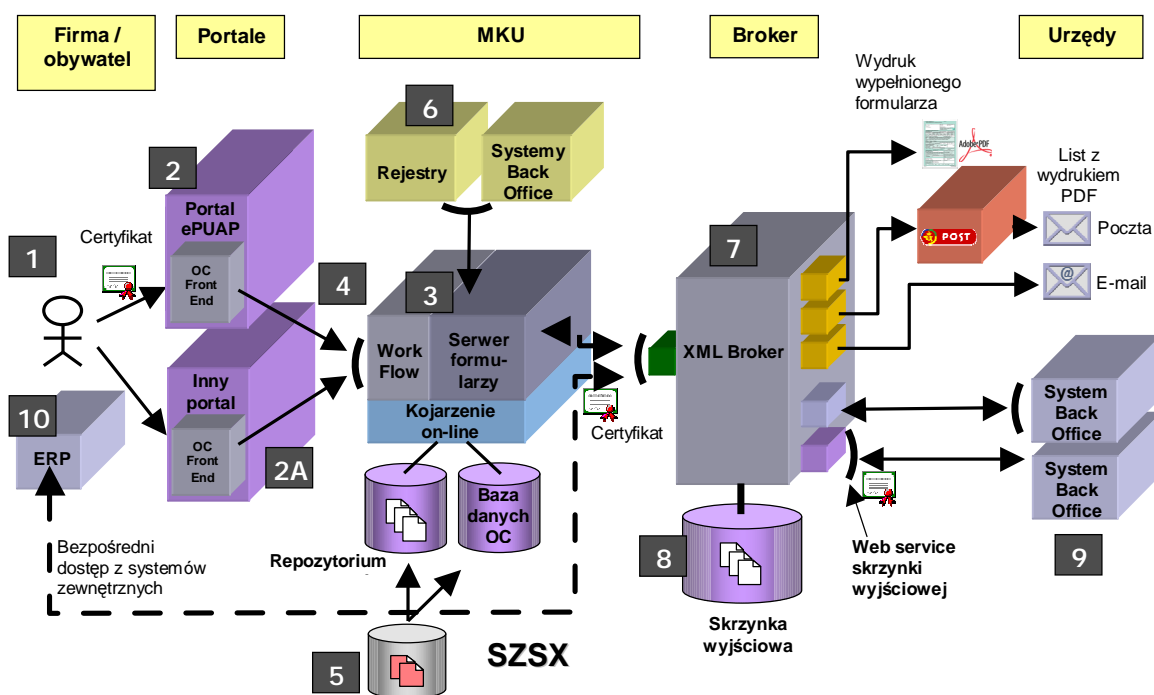 Firma /
obywatel
Portale
MKU
Broker
Urzędy
Wydruk
wypełnionego
formularza
AdobePDF
6
Rejestry
Systemy
Back
Office
2
Portal
ePUAP
OC
Front
End
Certyfikat
1
4
3
Work
Flow
Serwer
formu-
larzy
Kojarzenie
on-line
7
XML Broker
List z
wydrukiem
PDF
POST
Poczta
@
E-mail
Inny
portal
OC
Front
End
2A
10
ERP
Certyfikat
System
Back
Office
System
Back
Office
9
Baza
danych
OC
Repozytorium
Bezpośredni
dostęp z systemów
zewnętrznych
8
Skrzynka
wyjściowa
Web service
skrzynki
wyjściowej
5
SZSX